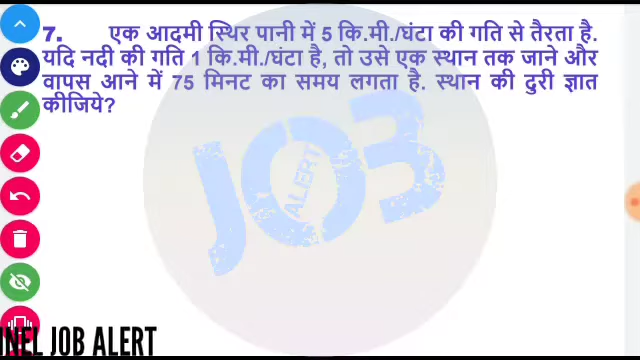 7. एक आदमी स्थिर पानी में 5 कि.मी./घंटा की गति से तैरता है.
यदि नदी की गति 1 कि.मी./घंटा है, तो उसे एक स्थान तक जाने और
वापस आने में 75 मिनट का समय लगता है. स्थान की दुरी ज्ञात
कीजिये?
JOB
ALERT
NEL JOB ALERT